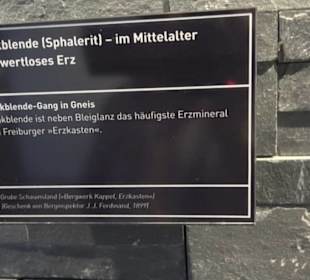 kblende (Sphalerit) – im Mittelalter
wertloses Erz
kblende-Gang in Gneis
kblende ist neben Bleiglanz das häufigste Erzmineral
Freiburger »Erzkasten«.
Grube Schauinsland (»Bergwerk Kappel, Erzkasten«)
(Geschenk von Berginspektor J. J. Ferdinand, 1899)